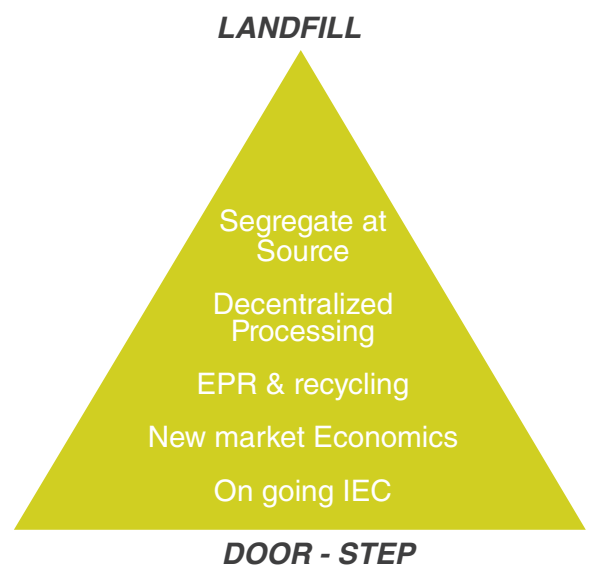 LANDFILL
Segregate at
Source
Decentralized
Processing
EPR & recycling
New market Economics
On going IEC
DOOR - STEP